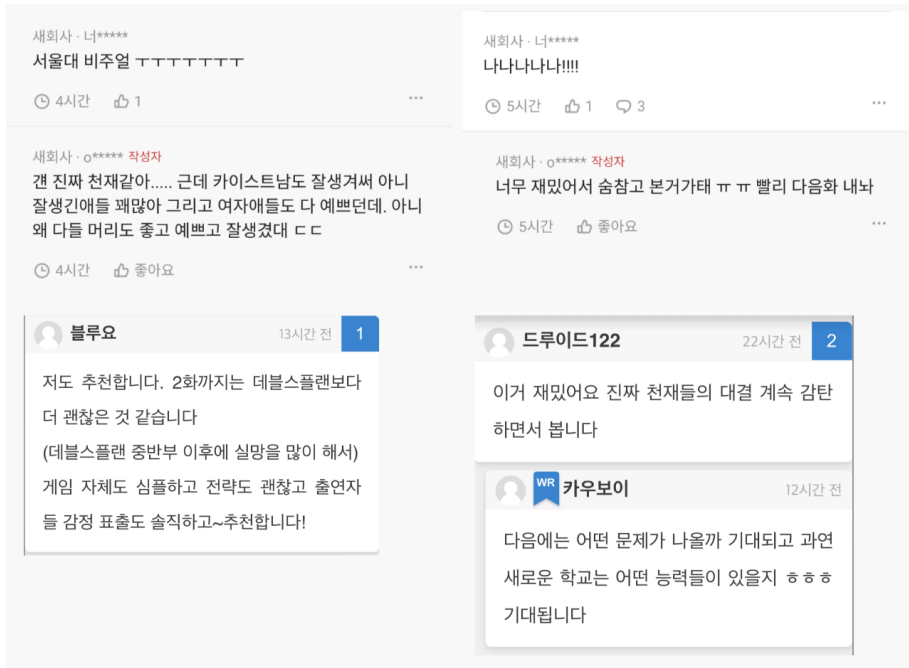 새회사 · 너*****
서울대 비주얼 ㅜㅜㅜㅜㅜㅜㅜ
4시간 1
새회사 · o***** 작성자
걘 진짜 천재같아..... 근데 카이스트남도 잘생겨써 아니
잘생긴애들 꽤많아 그리고 여자애들도 다 예쁘던데. 아니
왜 다들 머리도 좋고 예쁘고 잘생겼대 ㄷㄷ
4시간 좋아요
블루요 13시간 전 1
저도 추천합니다. 2화까지는 데블스플랜보다
더 괜찮은 것 같습니다
(데블스플랜 중반부 이후에 실망을 많이 해서)
게임 자체도 심플하고 전략도 괜찮고 출연자
들 감정 표출도 솔직하고~추천합니다!
새회사 · 너*****
나나나나나!!!!
5시간 1 3
새회사 · o***** 작성자
너무 재밌어서 숨참고 본거가태 ㅠ ㅠ 빨리 다음화 내놔
5시간 좋아요
드루이드122 22시간 전 2
이거 재밌어요 진짜 천재들의 대결 계속 감탄
하면서 봅니다
WR 카우보이 12시간 전
다음에는 어떤 문제가 나올까 기대되고 과연
새로운 학교는 어떤 능력들이 있을지 ㅎㅎㅎ
기대됩니다